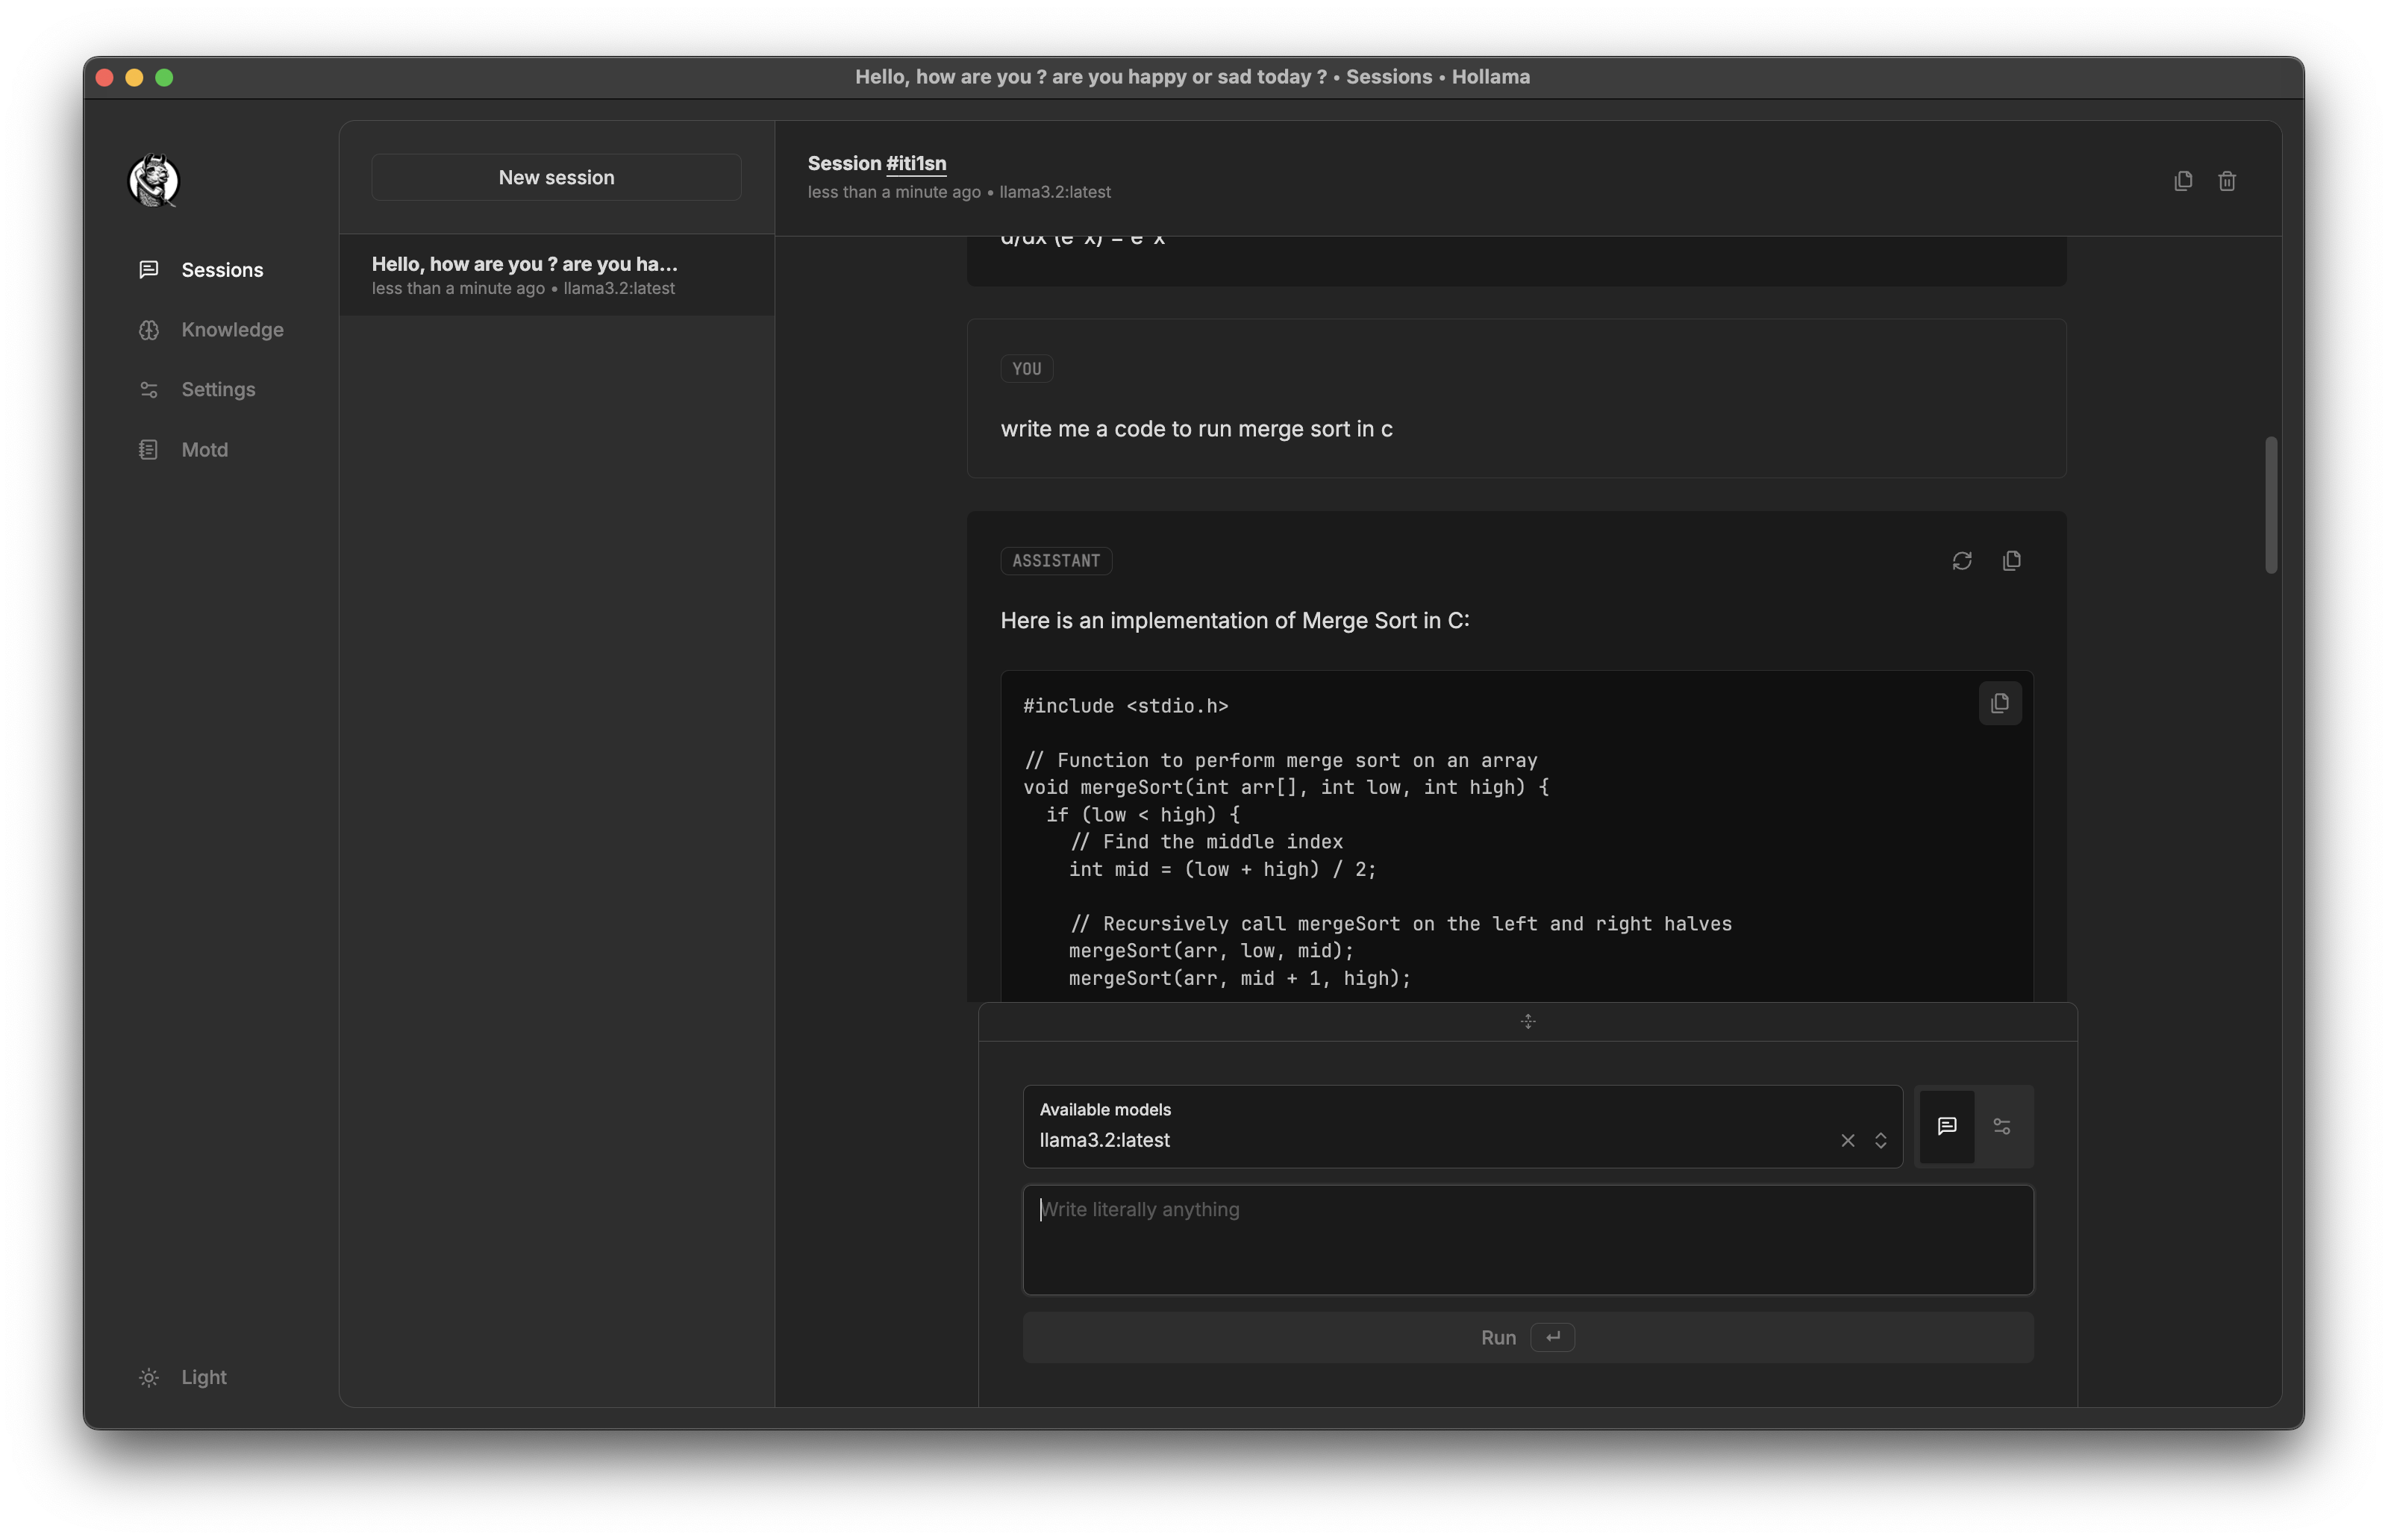 Hello, how are you ? are you happy or sad today ? • Sessions • Hollama
Sessions
Knowledge
Settings
Motd
Light
New session
Hello, how are you ? are you ha...
less than a minute ago • llama3.2:latest
Session #iti1sn
less than a minute ago • llama3.2:latest
d/dx (e^x) = e^x
YOU
write me a code to run merge sort in c
ASSISTANT
Here is an implementation of Merge Sort in C:
#include <stdio.h>
// Function to perform merge sort on an array
void mergeSort(int arr[], int low, int high) {
if (low < high) {
// Find the middle index
int mid = (low + high) / 2;
// Recursively call mergeSort on the left and right halves
mergeSort(arr, low, mid);
mergeSort(arr, mid + 1, high);
Available models
llama3.2:latest
Write literally anything
Run